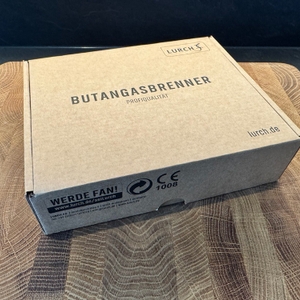 LURCH
BUTANGASBRENNER
PROFIQUALITÄT
lurch.de
WERDE FAN!
CE
1008